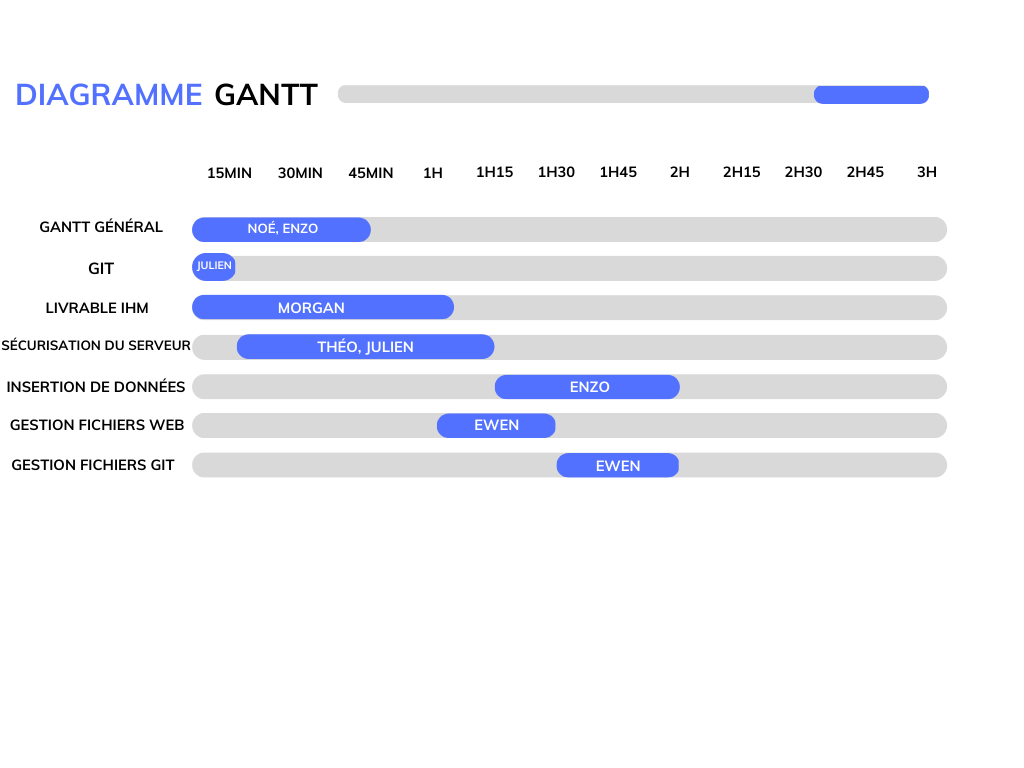 DIAGRAMME GANTT
15MIN 30MIN 45MIN 1H 1H15 1H30 1H45 2H 2H15 2H30 2H45 3H
GANTT GÉNÉRAL NOÉ, ENZO
GIT JULIEN
LIVRABLE IHM MORGAN
SÉCURISATION DU SERVEUR THÉO, JULIEN
INSERTION DE DONNÉES ENZO
GESTION FICHIERS WEB EWEN
GESTION FICHIERS GIT EWEN